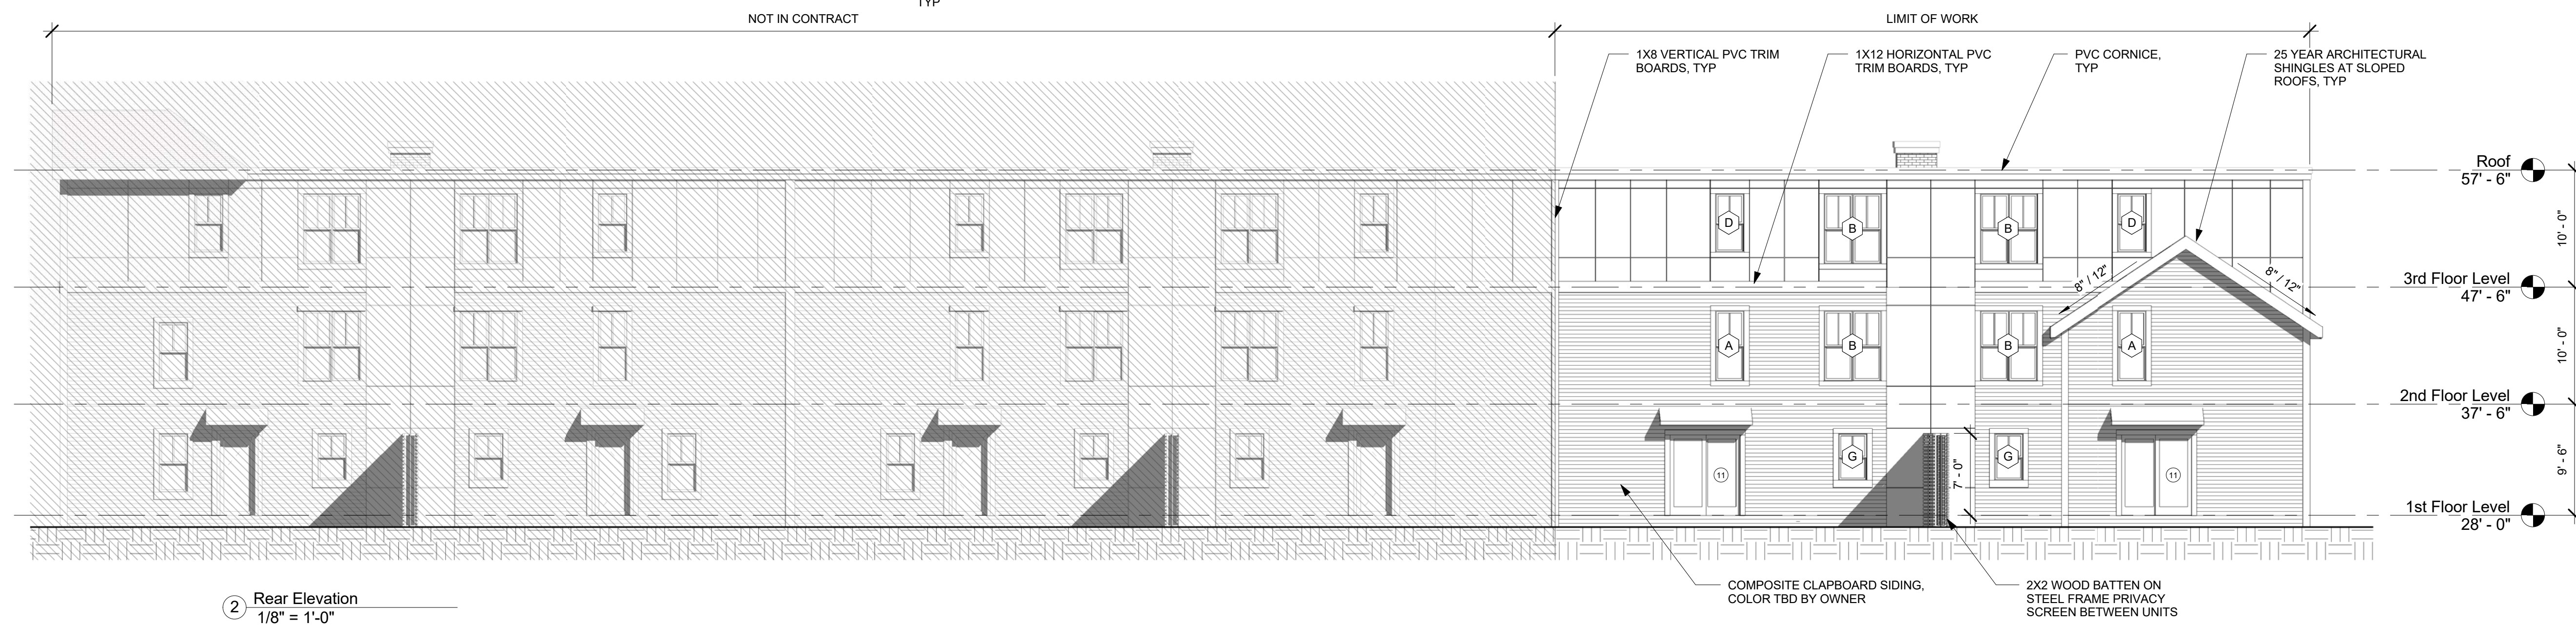 TYP
NOT IN CONTRACT
LIMIT OF WORK
1X8 VERTICAL PVC TRIM
BOARDS, TYP
1X12 HORIZONTAL PVC
TRIM BOARDS, TYP
PVC CORNICE,
TYP
25 YEAR ARCHITECTURAL
SHINGLES AT SLOPED
ROOFS, TYP
Roof
57' - 6"
10' - 0"
D
B
B
D
8" / 12"
8" / 12"
3rd Floor Level
47' - 6"
10' - 0"
A
B
B
A
2nd Floor Level
37' - 6"
9' - 6"
G
G
11
7' - 0"
11
1st Floor Level
28' - 0"
COMPOSITE CLAPBOARD SIDING,
COLOR TBD BY OWNER
2X2 WOOD BATTEN ON
STEEL FRAME PRIVACY
SCREEN BETWEEN UNITS
2
Rear Elevation
1/8" = 1'-0"